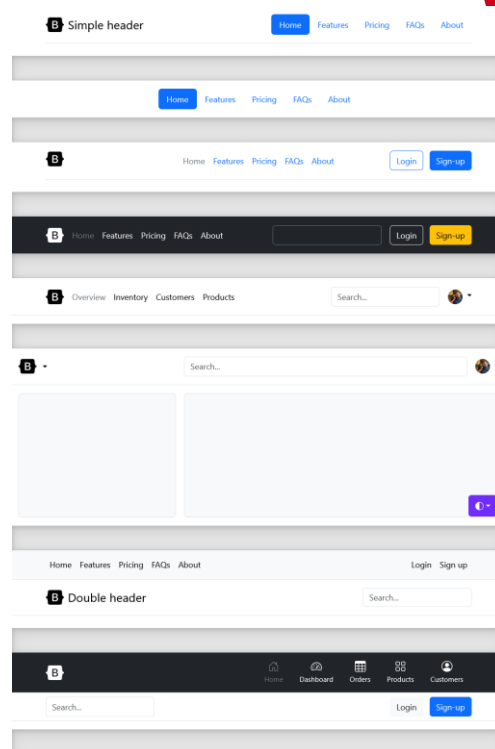 B Simple header Home Features Pricing FAQs About
Home Features Pricing FAQs About
B Home Features Pricing FAQs About Login Sign-up
B Home Features Pricing FAQs About Login Sign-up
B Overview Inventory Customers Products Search...
B Search...
Home Features Pricing FAQs About Login Sign up
B Double header Search...
B Home Dashboard Orders Products Customers
Search... Login Sign-up